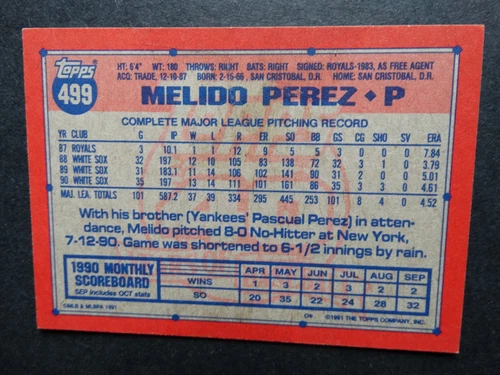 Topps
499
HT: 6'4" WT: 180 THROWS: RIGHT BATS: RIGHT SIGNED: ROYALS-1983, AS FREE AGENT
ACQ: TRADE, 12-10-87 BORN: 2-15-66, SAN CRISTOBAL, D.R. HOME: SAN CRISTOBAL, D.R.
MELIDO PEREZ ♦ P
COMPLETE MAJOR LEAGUE PITCHING RECORD
YR CLUB G IP W L R ER SO BB GS CG SHO SV ERA
87 ROYALS 3 10.1 1 1 12 9 5 5 3 0 0 0 7.84
88 WHITE SOX 32 197 12 10 105 83 138 72 32 3 1 0 3.79
89 WHITE SOX 31 183 11 14 106 102 141 90 31 2 0 0 5.01
90 WHITE SOX 35 197 13 14 111 101 161 86 35 3 3 0 4.61
MAJ. LEA. TOTALS 101 587.2 37 39 334 295 445 253 101 8 4 0 4.52
With his brother (Yankees' Pascual Perez) in atten-
dance, Melido pitched 8-0 No-Hitter at New York,
7-12-90. Game was shortened to 6-1/2 innings by rain.
1990 MONTHLY
SCOREBOARD
SEP includes OCT stats
APR MAY JUN JUL AUG SEP
WINS 1 3 2 3 2 2
SO 20 35 22 24 28 32
©MLB & MLBPA 1991
©1991 THE TOPPS COMPANY, INC.